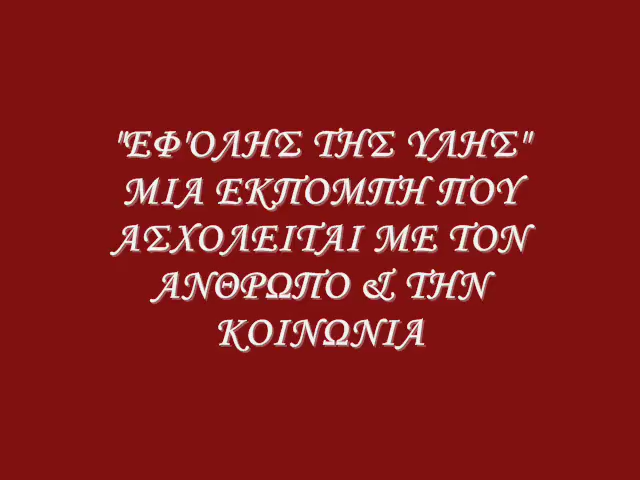 "ΕΦ'ΟΛΗΣ ΤΗΣ ΥΛΗΣ"
ΜΙΑ ΕΚΠΟΜΠΗ ΠΟΥ
ΑΣΧΟΛΕΙΤΑΙ ΜΕ ΤΟΝ
ΑΝΘΡΩΠΟ & ΤΗΝ
ΚΟΙΝΩΝΙΑ